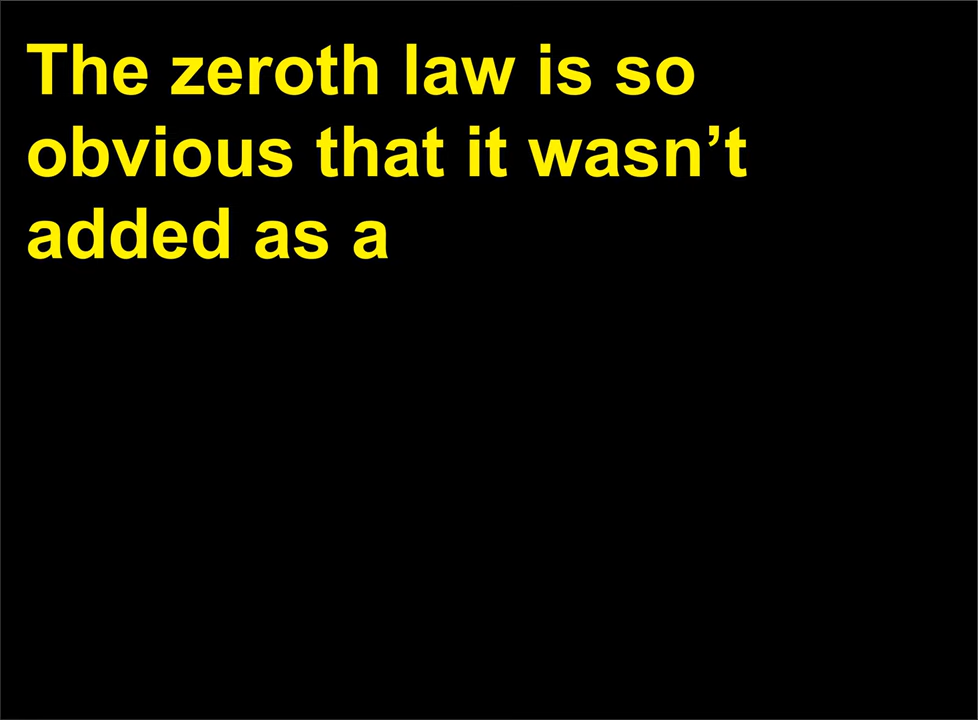 The zeroth law is so
obvious that it wasn’t
added as a